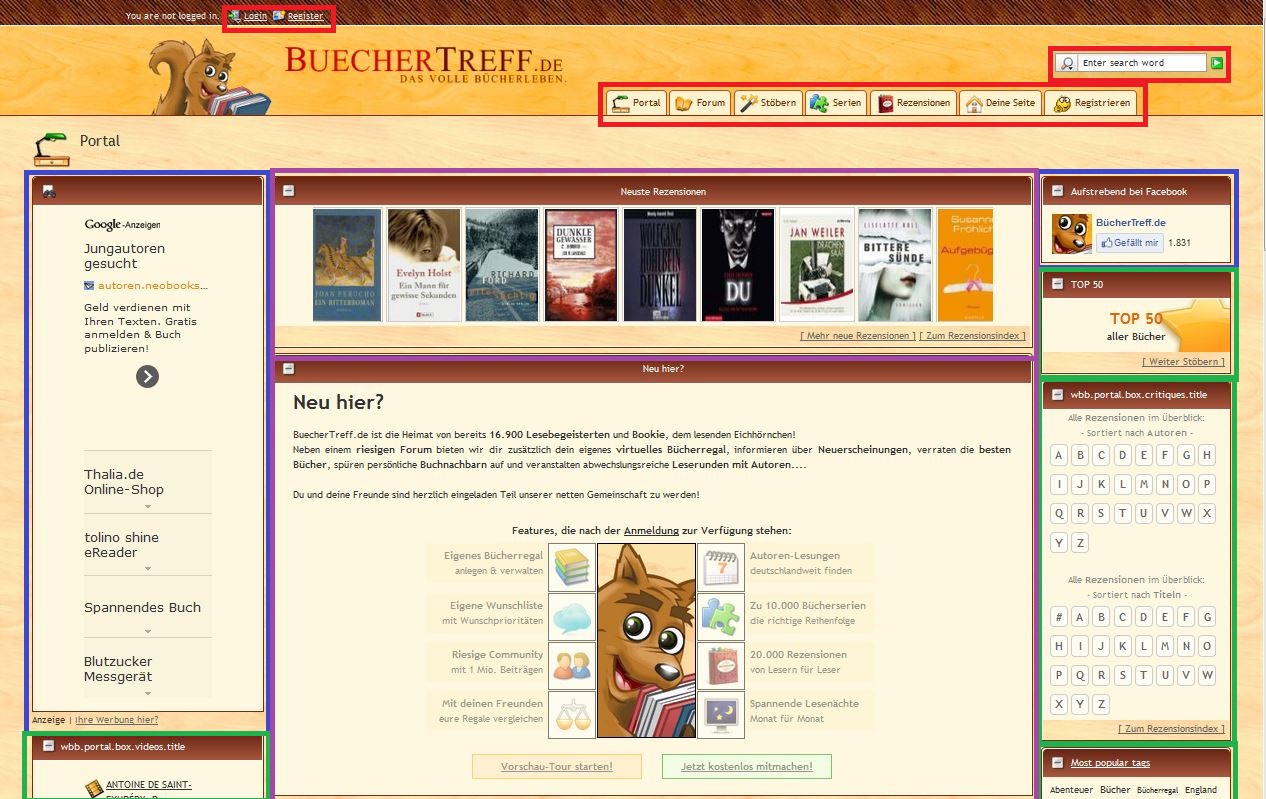 You are not logged in. Login Register
BUECHERTREFF.DE
DAS VOLLE BÜCHERLEBEN.
Enter search word
Portal Forum Stöbern Serien Rezensionen Deine Seite Registrieren
Portal
Google-Anzeigen
Jungautoren
gesucht
autoren.neobooks...
Geld verdienen mit
Ihren Texten. Gratis
anmelden & Buch
publizieren!
Thalia.de
Online-Shop
tolino shine
eReader
Spannendes Buch
Blutzucker
Messgerät
Anzeige | Ihre Werbung hier?
wbb.portal.box.videos.title
ANTOINE DE SAINT-
Neuste Rezensionen
JOAN PERUCHO
EIN RITTERROMAN
Evelyn Holst
Ein Mann für
gewisse Sekunden
RICHARD
FORD
DUNKLE
GEWÄSSER
WOLFGANG
DUNKEL
DU
JAN WEILER
DRACHEN
SAAT
BITTERE
SÜNDE
Susanne
Fröhlich
Aufgebüg
[ Mehr neue Rezensionen ] [ Zum Rezensionsindex ]
Neu hier?
Neu hier?
BuecherTreff.de ist die Heimat von bereits 16.900 Lesebegeisterten und Bookie, dem lesenden Eichhörnchen!
Neben einem riesigen Forum bieten wir dir zusätzlich dein eigenes virtuelles Bücherregal, informieren über Neuerscheinungen, verraten die besten
Bücher, spüren persönliche Buchnachbarn auf und veranstalten abwechslungsreiche Leserunden mit Autoren....
Du und deine Freunde sind herzlich eingeladen Teil unserer netten Gemeinschaft zu werden!
Features, die nach der Anmeldung zur Verfügung stehen:
Eigenes Bücherregal
anlegen & verwalten
Eigene Wunschliste
mit Wunschprioritäten
Riesige Community
mit 1 Mio. Beiträgen
Mit deinen Freunden
eure Regale vergleichen
7
Autoren-Lesungen
deutschlandweit finden
Zu 10.000 Bücherserien
die richtige Reihenfolge
20.000 Rezensionen
von Lesern für Leser
Spannende Lesenächte
Monat für Monat
Vorschau-Tour starten! Jetzt kostenlos mitmachen!
Aufstrebend bei Facebook
BücherTreff.de
Gefällt mir 1.831
TOP 50
TOP 50
aller Bücher
[ Weiter Stöbern ]
wbb.portal.box.critiques.title
Alle Rezensionen im Überblick:
- Sortiert nach Autoren -
A B C D E F G H
I J K L M N O P
Q R S T U V W X
Y Z
Alle Rezensionen im Überblick:
- Sortiert nach Titeln -
# A B C D E F G
H I J K L M N O
P Q R S T U V W
X Y Z
[ Zum Rezensionsindex ]
Most popular tags
Abenteuer Bücher Bücherregal England